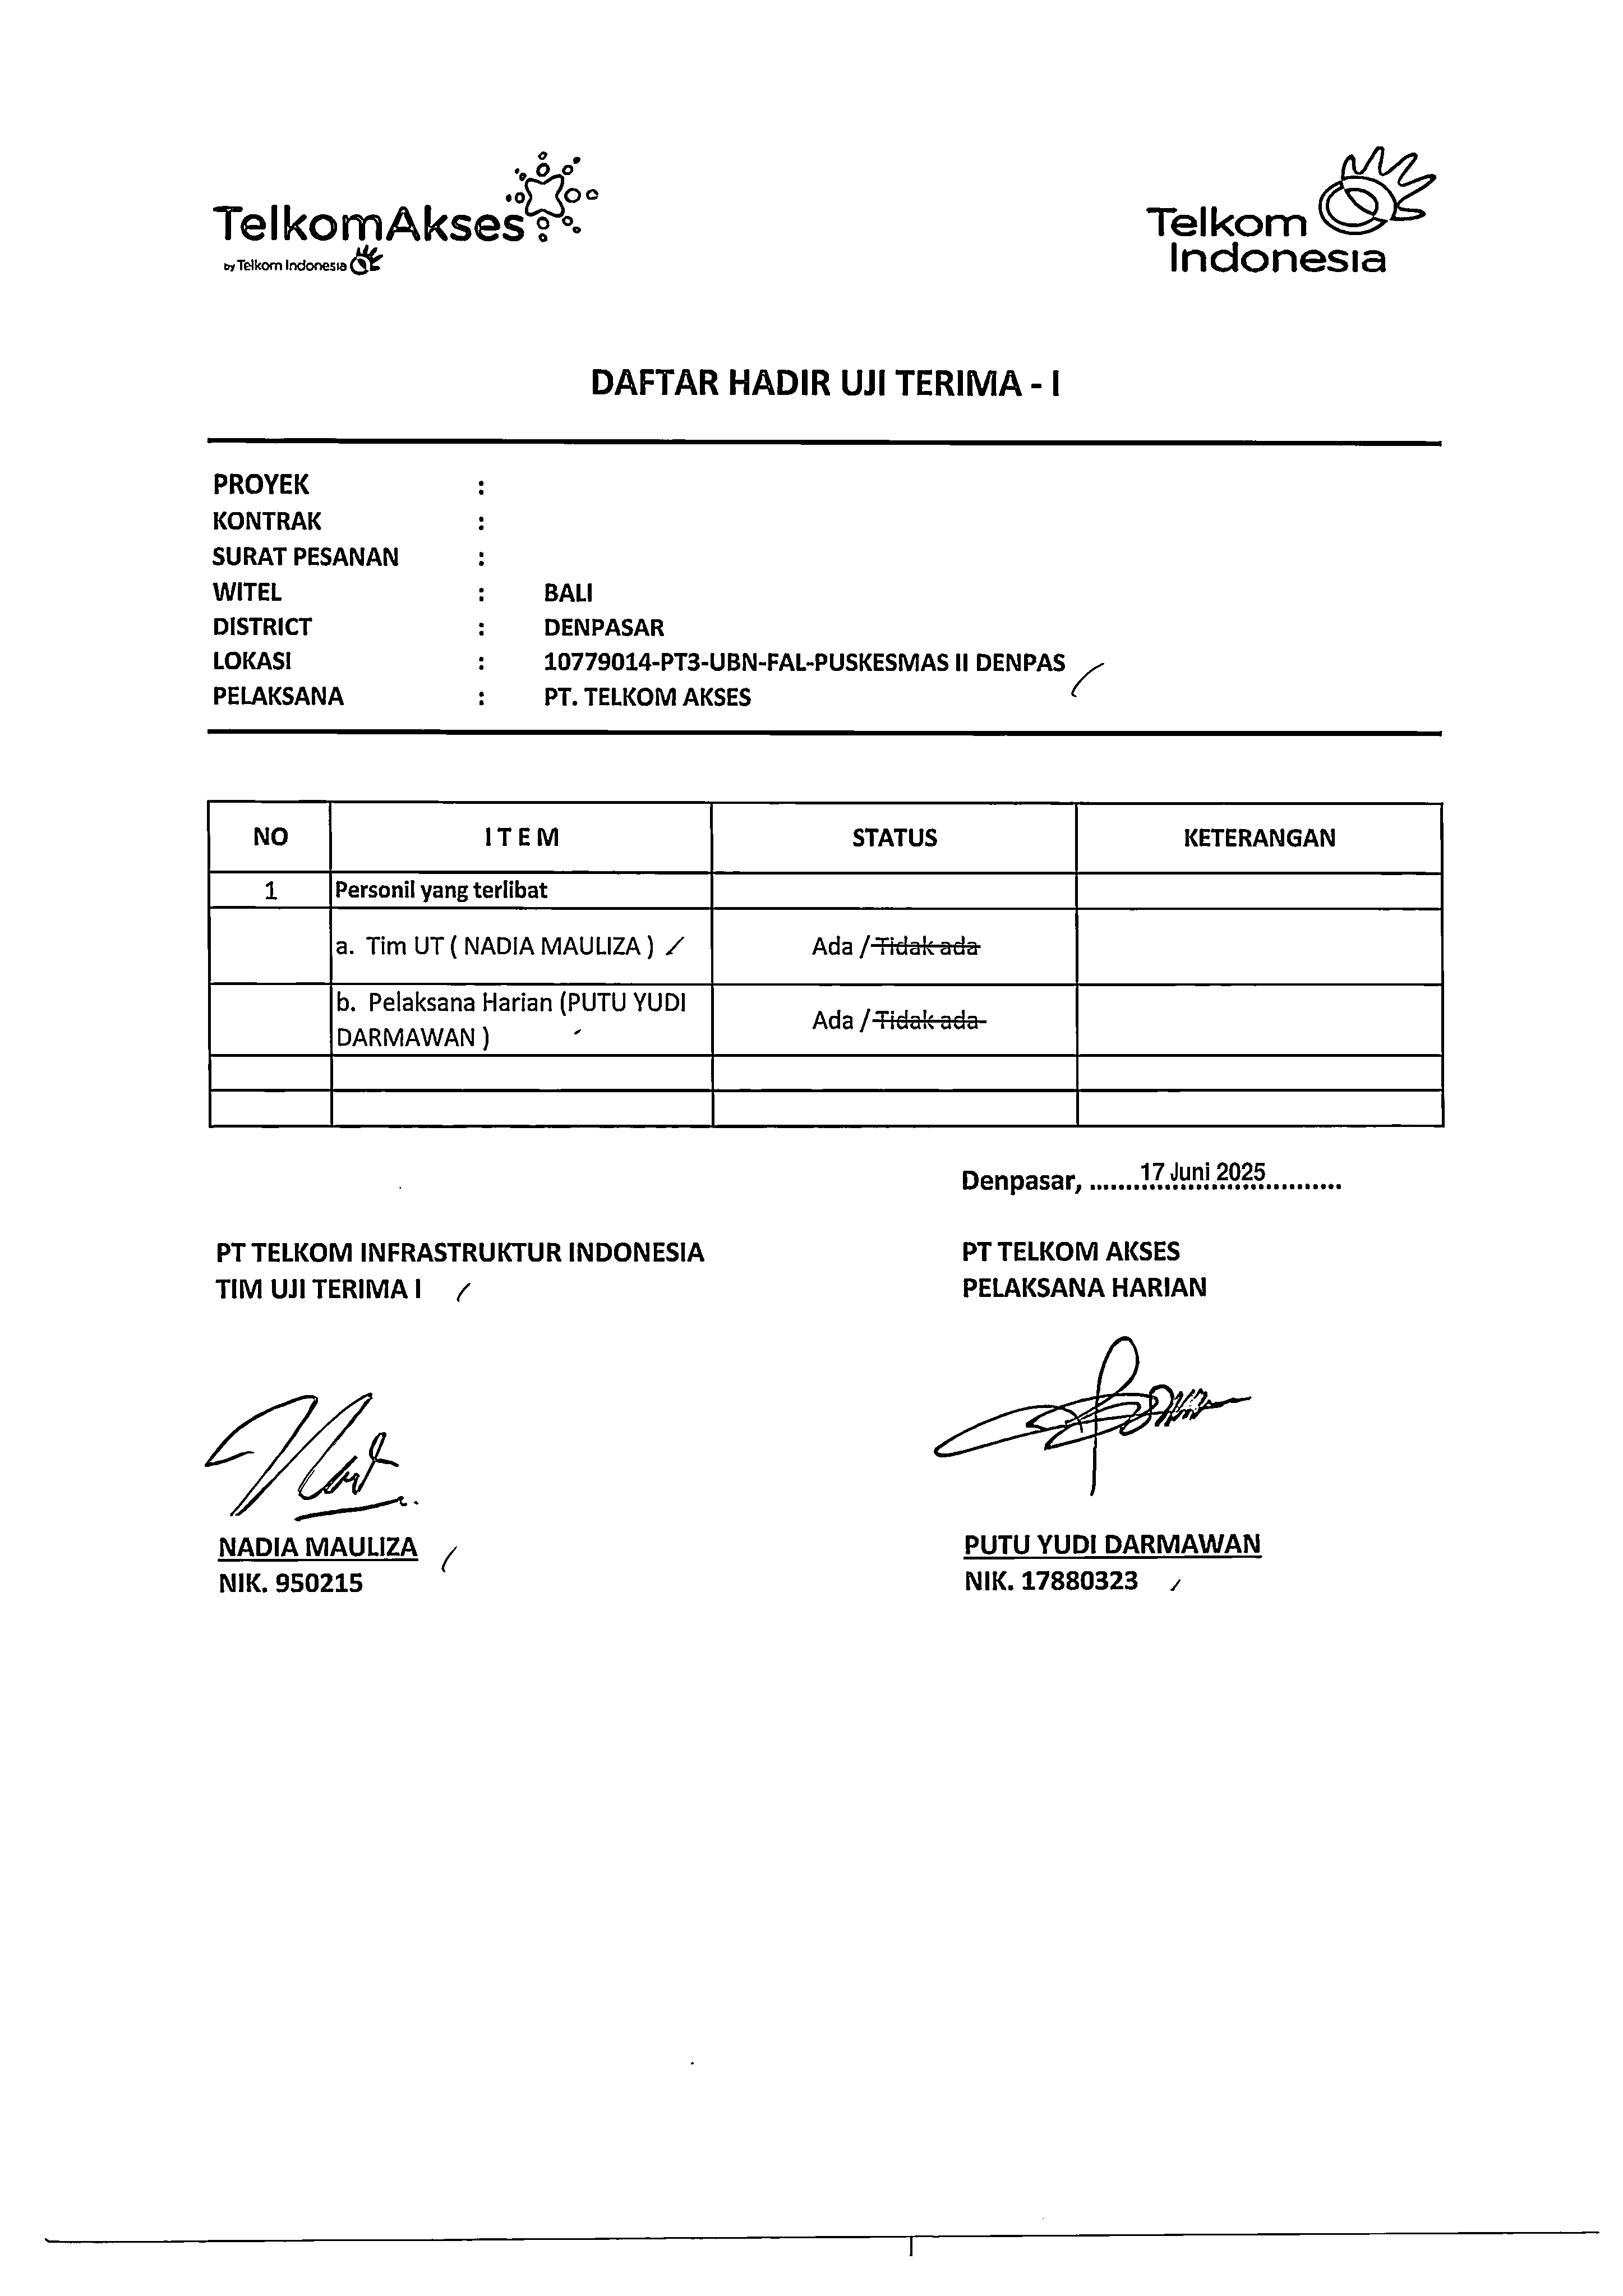 TelkomAkses
by Telkom Indonesia
Telkom
Indonesia
DAFTAR HADIR UJI TERIMA - I
PROYEK :
KONTRAK :
SURAT PESANAN :
WITEL : BALI
DISTRICT : DENPASAR
LOKASI : 10779014-PT3-UBN-FAL-PUSKESMAS II DENPAS
PELAKSANA : PT. TELKOM AKSES
NO ITEM STATUS KETERANGAN
1 Personil yang terlibat
a. Tim UT ( NADIA MAULIZA ) Ada / Tidak ada
b. Pelaksana Harian (PUTU YUDI
DARMAWAN ) Ada / Tidak ada
Denpasar, ..........17 Juni 2025..........
PT TELKOM INFRASTRUKTUR INDONESIA
TIM UJI TERIMA I
PT TELKOM AKSES
PELAKSANA HARIAN
NADIA MAULIZA
NIK. 950215
PUTU YUDI DARMAWAN
NIK. 17880323